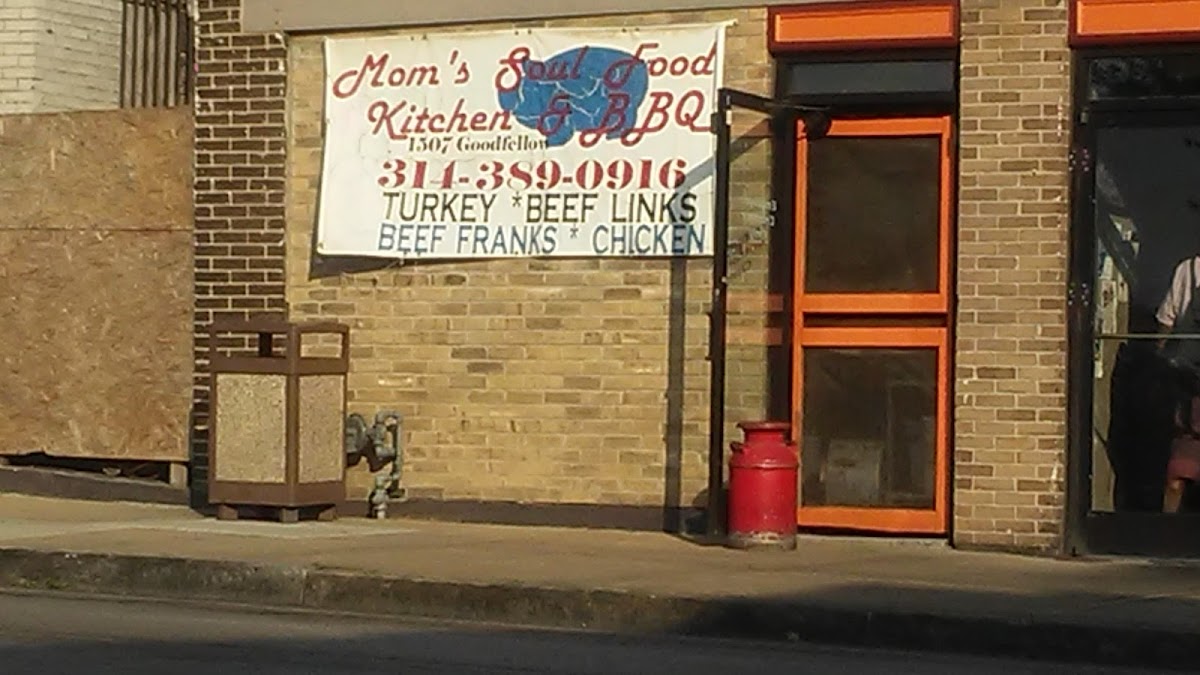 Mom's Soul Food
Kitchen & BBQ
1507 Goodfellow
314-389-0916
TURKEY * BEEF LINKS
BEEF FRANKS * CHICKEN